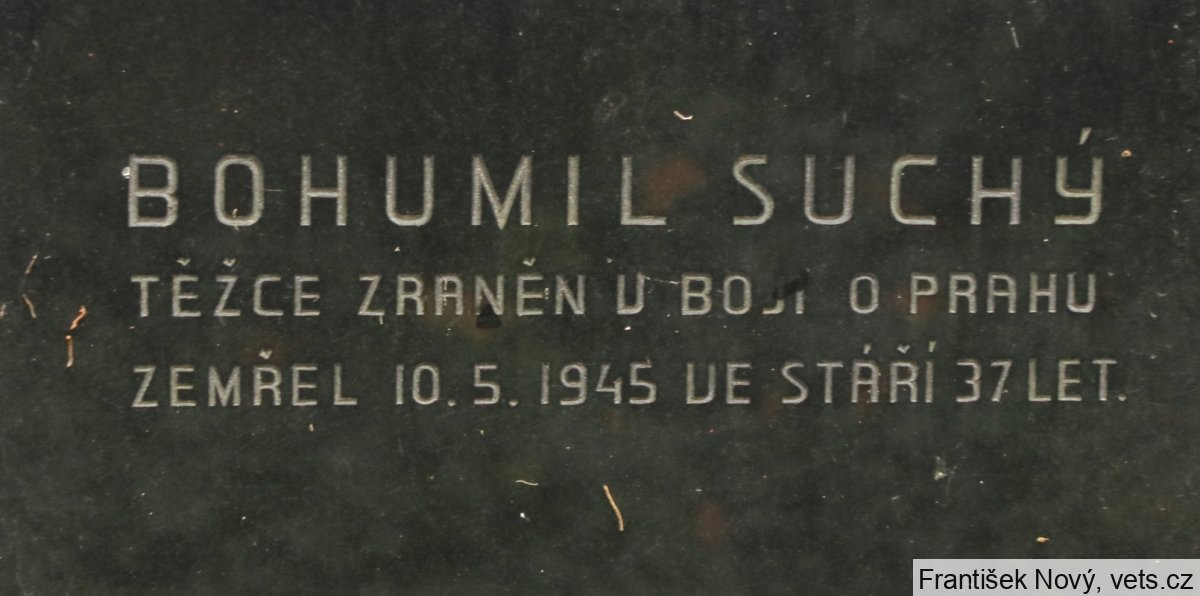 BOHUMIL SUCHÝ
TĚŽCE ZRANĚN V BOJI O PRAHU
ZEMŘEL 10. 5. 1945 VE STÁŘÍ 37 LET.
František Nový, vets.cz